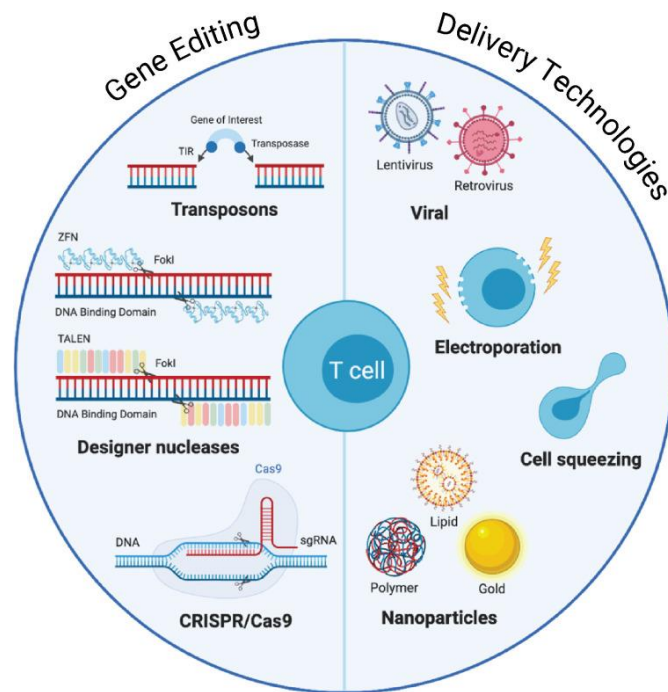 Gene Editing
Delivery Technologies
Gene of Interest
TIR
Transposase
Transposons
ZFN
FokI
DNA Binding Domain
TALEN
FokI
DNA Binding Domain
Designer nucleases
Cas9
DNA
sgRNA
CRISPR/Cas9
T cell
Lentivirus
Retrovirus
Viral
Electroporation
Cell squeezing
Lipid
Polymer
Gold
Nanoparticles